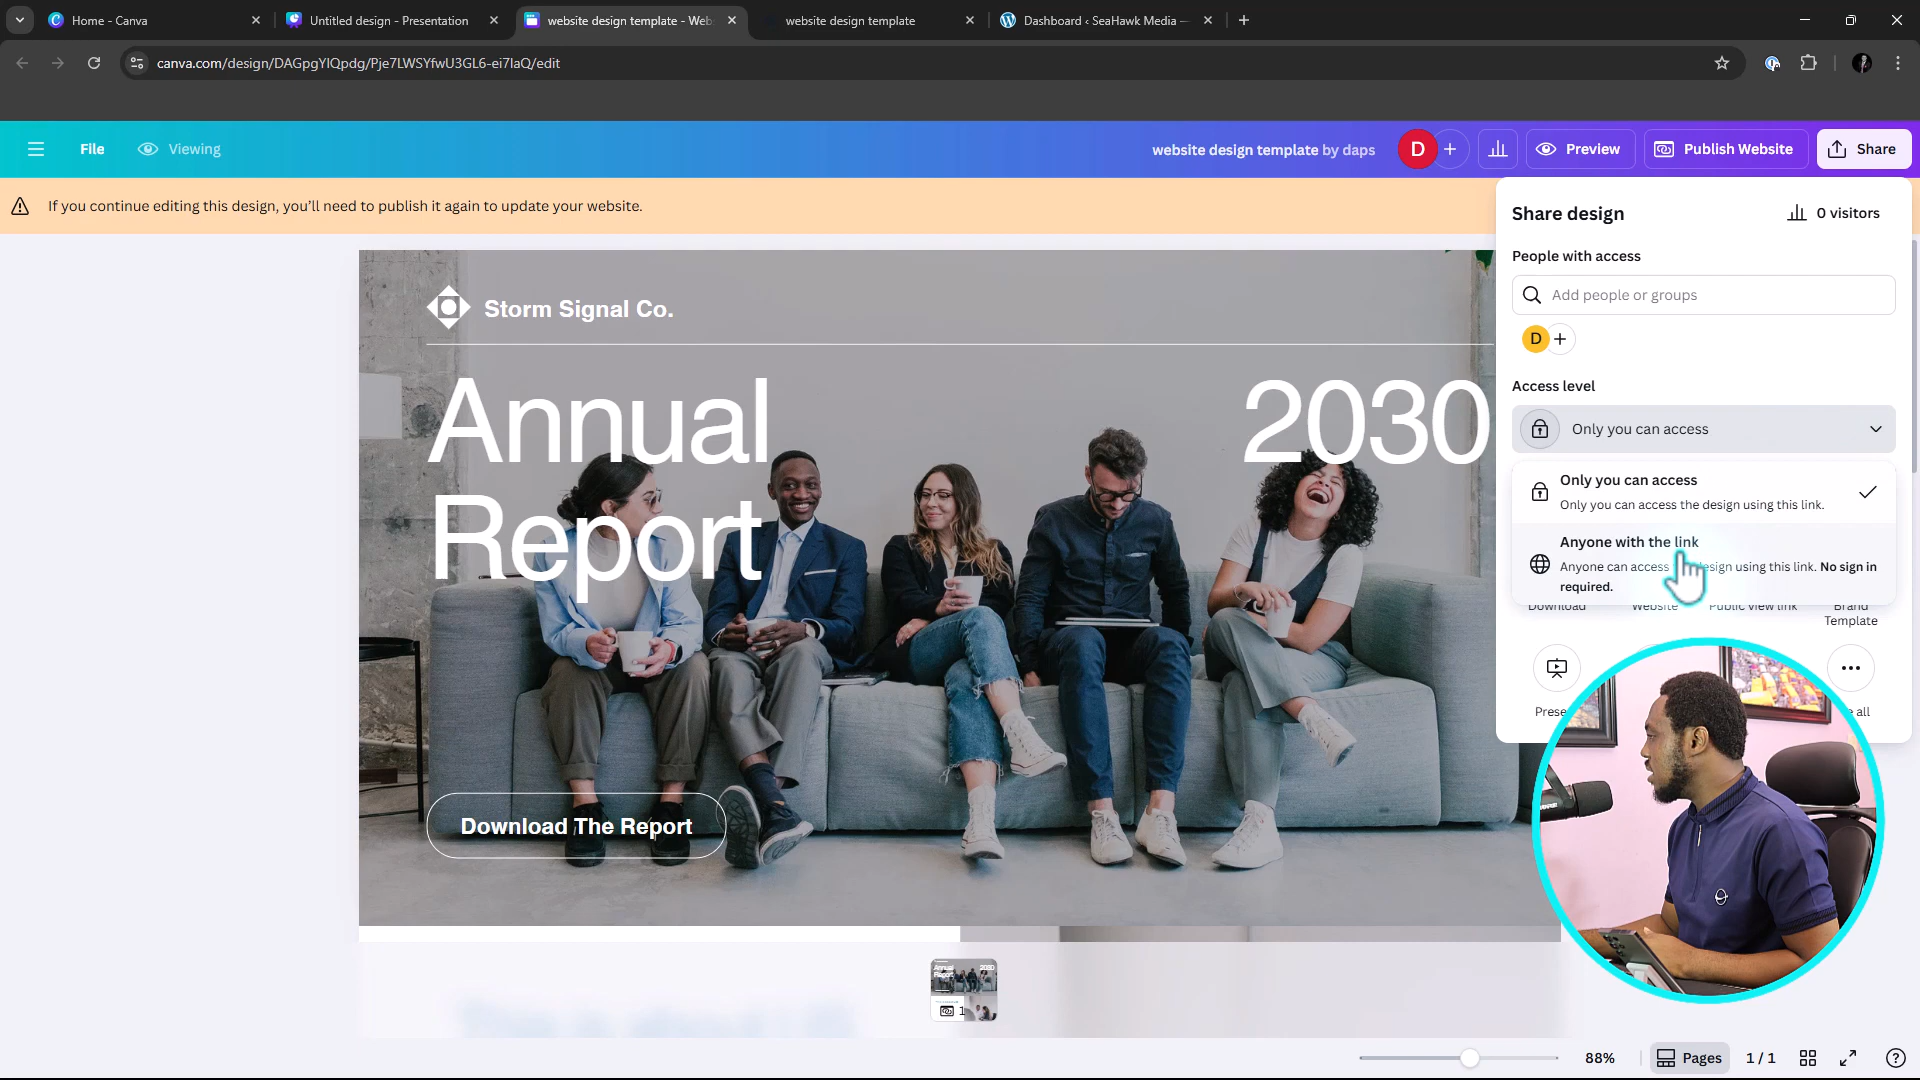 Home - Canva
Untitled design - Presentation
website design template - Web
website design template
Dashboard ‹ SeaHawk Media —
canva.com/design/DAGpgYIQpdg/Pje7LWSYfwU3GL6-ei7IaQ/edit
File
Viewing
website design template by daps
D
Preview
Publish Website
Share
If you continue editing this design, you'll need to publish it again to update your website.
Share design
0 visitors
People with access
Add people or groups
D
Access level
Only you can access
Only you can access
Only you can access the design using this link.
Anyone with the link
Anyone can access design using this link. No sign in
required.
Download
Website
Public view link
Brand
Template
all
Storm Signal Co.
Annual
Report
2030
Download The Report
Annual
Report
2030
1
88%
Pages
1 / 1